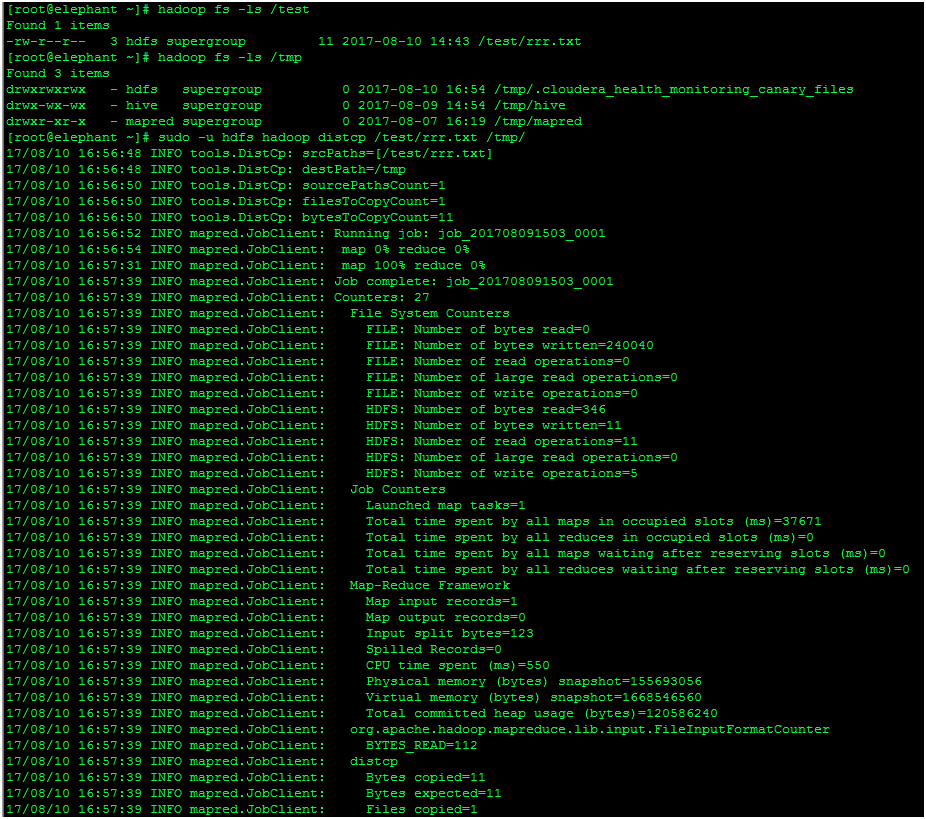 [root@elephant ~]# hadoop fs -ls /test
Found 1 items
-rw-r--r--   3 hdfs supergroup         11 2017-08-10 14:43 /test/rrr.txt
[root@elephant ~]# hadoop fs -ls /tmp
Found 3 items
drwxrwxrwx   - hdfs   supergroup          0 2017-08-10 16:54 /tmp/.cloudera_health_monitoring_canary_files
drwx-wx-wx   - hive   supergroup          0 2017-08-09 14:54 /tmp/hive
drwxr-xr-x   - mapred supergroup          0 2017-08-07 16:19 /tmp/mapred
[root@elephant ~]# sudo -u hdfs hadoop distcp /test/rrr.txt /tmp/
17/08/10 16:56:48 INFO tools.DistCp: srcPaths=[/test/rrr.txt]
17/08/10 16:56:48 INFO tools.DistCp: destPath=/tmp
17/08/10 16:56:50 INFO tools.DistCp: sourcePathsCount=1
17/08/10 16:56:50 INFO tools.DistCp: filesToCopyCount=1
17/08/10 16:56:50 INFO tools.DistCp: bytesToCopyCount=11
17/08/10 16:56:52 INFO mapred.JobClient: Running job: job_201708091503_0001
17/08/10 16:56:54 INFO mapred.JobClient:  map 0% reduce 0%
17/08/10 16:57:31 INFO mapred.JobClient:  map 100% reduce 0%
17/08/10 16:57:39 INFO mapred.JobClient: Job complete: job_201708091503_0001
17/08/10 16:57:39 INFO mapred.JobClient: Counters: 27
17/08/10 16:57:39 INFO mapred.JobClient:   File System Counters
17/08/10 16:57:39 INFO mapred.JobClient:     FILE: Number of bytes read=0
17/08/10 16:57:39 INFO mapred.JobClient:     FILE: Number of bytes written=240040
17/08/10 16:57:39 INFO mapred.JobClient:     FILE: Number of read operations=0
17/08/10 16:57:39 INFO mapred.JobClient:     FILE: Number of large read operations=0
17/08/10 16:57:39 INFO mapred.JobClient:     FILE: Number of write operations=0
17/08/10 16:57:39 INFO mapred.JobClient:     HDFS: Number of bytes read=346
17/08/10 16:57:39 INFO mapred.JobClient:     HDFS: Number of bytes written=11
17/08/10 16:57:39 INFO mapred.JobClient:     HDFS: Number of read operations=11
17/08/10 16:57:39 INFO mapred.JobClient:     HDFS: Number of large read operations=0
17/08/10 16:57:39 INFO mapred.JobClient:     HDFS: Number of write operations=5
17/08/10 16:57:39 INFO mapred.JobClient:   Job Counters
17/08/10 16:57:39 INFO mapred.JobClient:     Launched map tasks=1
17/08/10 16:57:39 INFO mapred.JobClient:     Total time spent by all maps in occupied slots (ms)=37671
17/08/10 16:57:39 INFO mapred.JobClient:     Total time spent by all reduces in occupied slots (ms)=0
17/08/10 16:57:39 INFO mapred.JobClient:     Total time spent by all maps waiting after reserving slots (ms)=0
17/08/10 16:57:39 INFO mapred.JobClient:     Total time spent by all reduces waiting after reserving slots (ms)=0
17/08/10 16:57:39 INFO mapred.JobClient:   Map-Reduce Framework
17/08/10 16:57:39 INFO mapred.JobClient:     Map input records=1
17/08/10 16:57:39 INFO mapred.JobClient:     Map output records=0
17/08/10 16:57:39 INFO mapred.JobClient:     Input split bytes=123
17/08/10 16:57:39 INFO mapred.JobClient:     Spilled Records=0
17/08/10 16:57:39 INFO mapred.JobClient:     CPU time spent (ms)=550
17/08/10 16:57:39 INFO mapred.JobClient:     Physical memory (bytes) snapshot=155693056
17/08/10 16:57:39 INFO mapred.JobClient:     Virtual memory (bytes) snapshot=1668546560
17/08/10 16:57:39 INFO mapred.JobClient:     Total committed heap usage (bytes)=120586240
17/08/10 16:57:39 INFO mapred.JobClient:   org.apache.hadoop.mapreduce.lib.input.FileInputFormatCounter
17/08/10 16:57:39 INFO mapred.JobClient:     BYTES_READ=112
17/08/10 16:57:39 INFO mapred.JobClient:   distcp
17/08/10 16:57:39 INFO mapred.JobClient:     Bytes copied=11
17/08/10 16:57:39 INFO mapred.JobClient:     Bytes expected=11
17/08/10 16:57:39 INFO mapred.JobClient:     Files copied=1